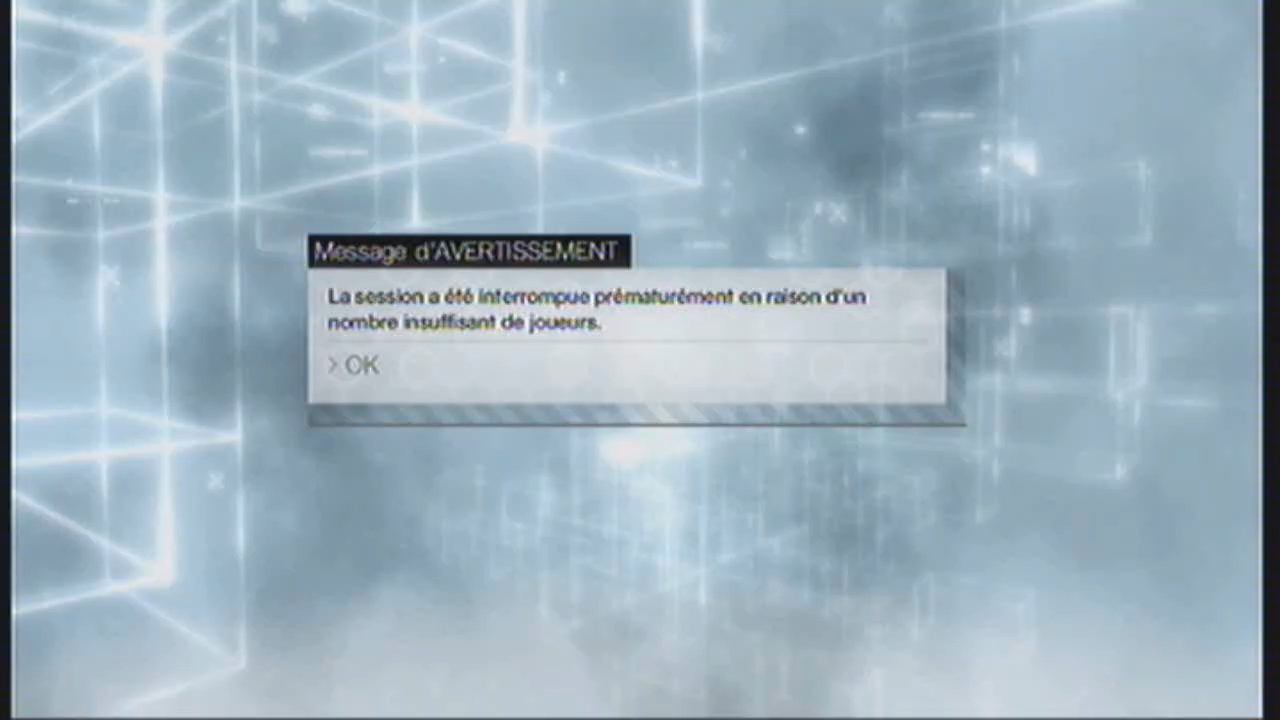 Message d'AVERTISSEMENT
La session a été interrompue prématurément en raison d'un
nombre insuffisant de joueurs.
> OK